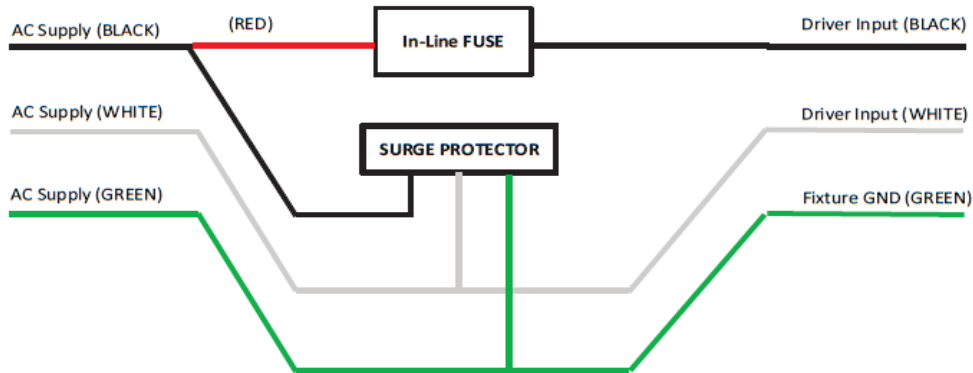 AC Supply (BLACK)
(RED)
In-Line FUSE
Driver Input (BLACK)
AC Supply (WHITE)
Driver Input (WHITE)
SURGE PROTECTOR
AC Supply (GREEN)
Fixture GND (GREEN)